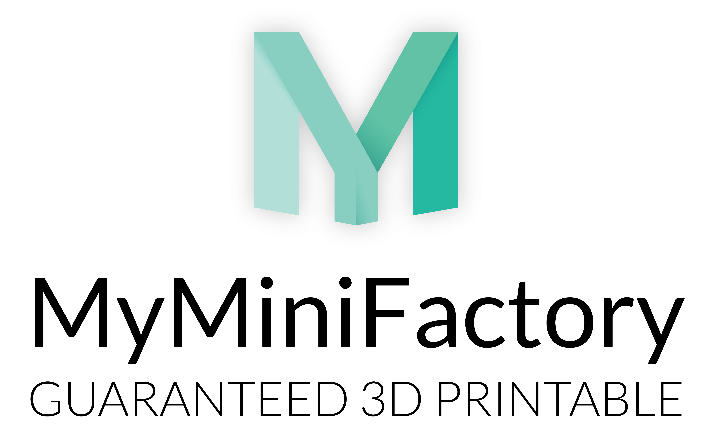 MyMiniFactory
GUARANTEED 3D PRINTABLE